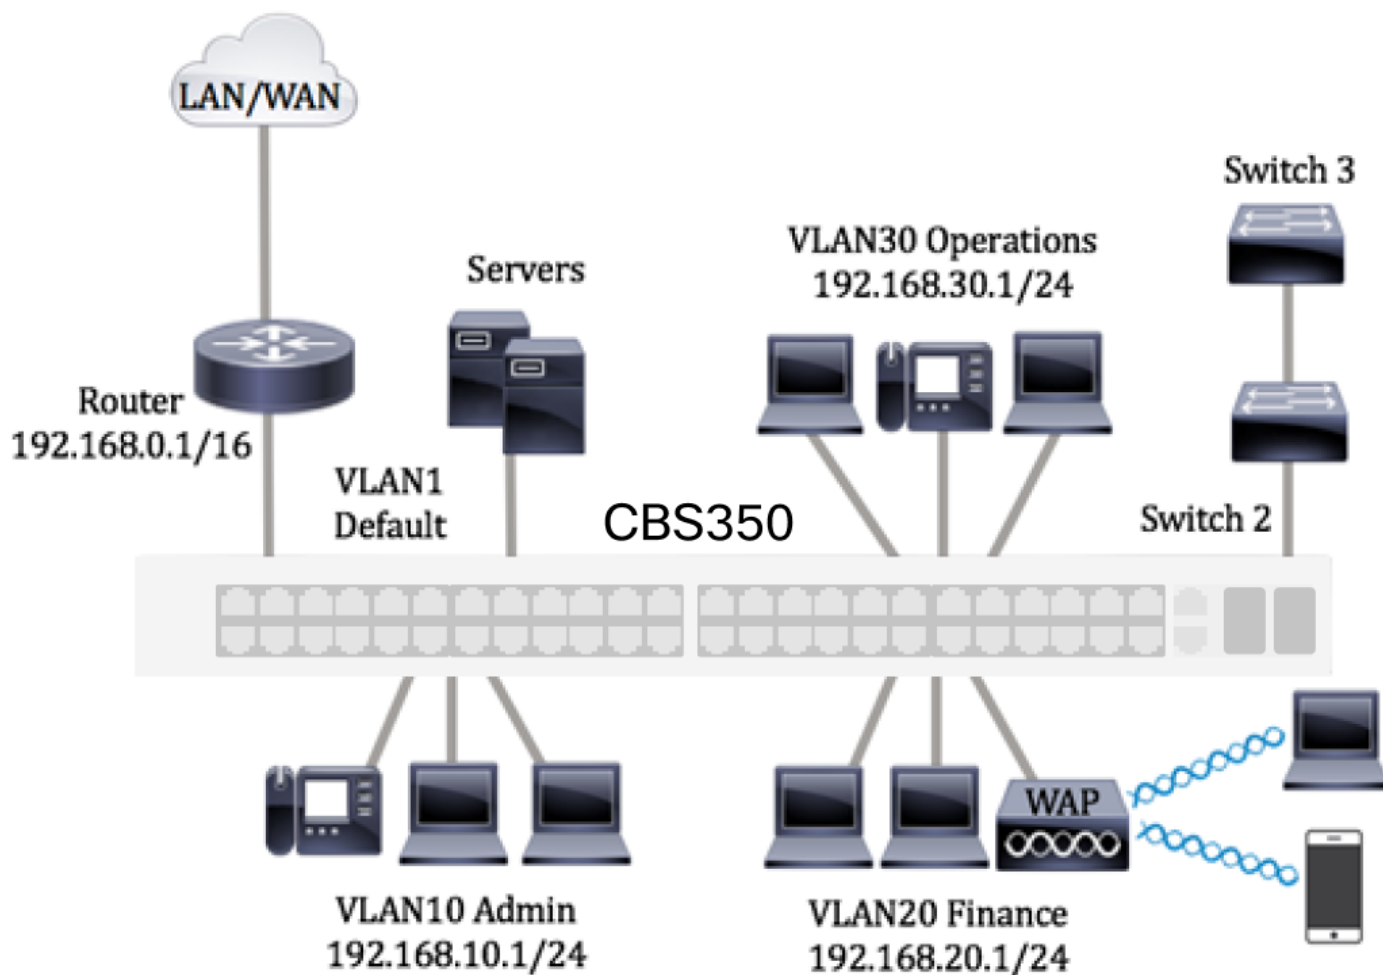 LAN/WAN
Switch 3
VLAN30 Operations
192.168.30.1/24
Servers
Router
192.168.0.1/16
VLAN1
Default
CBS350
Switch 2
WAP
VLAN10 Admin
192.168.10.1/24
VLAN20 Finance
192.168.20.1/24